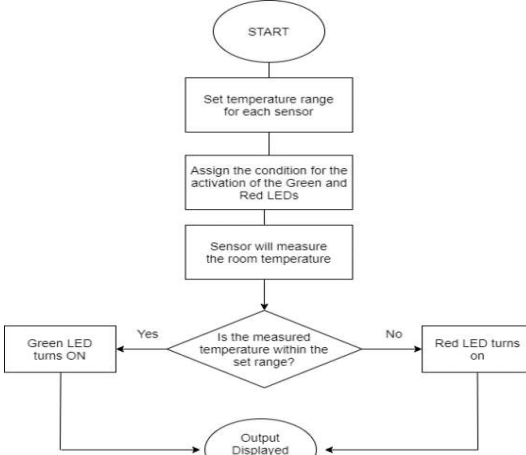 START
Set temperature range
for each sensor
Assign the condition for the
activation of the Green and
Red LEDs
Sensor will measure
the room temperature
Yes
Is the measured
temperature within the
set range?
No
Green LED
turns ON
Red LED turns
on
Output
Displayed